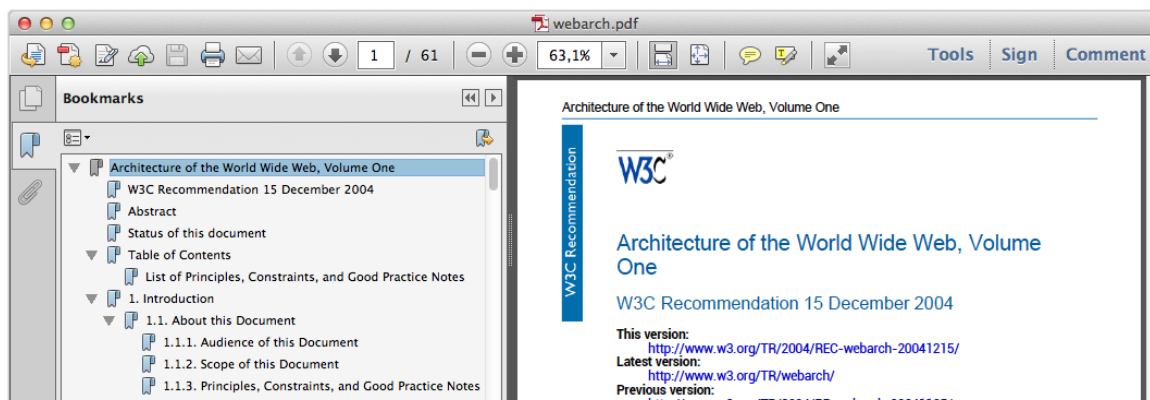 webarch.pdf
1 / 61
63,1%
Tools Sign Comment
Bookmarks
Architecture of the World Wide Web, Volume One
W3C Recommendation 15 December 2004
Abstract
Status of this document
Table of Contents
List of Principles, Constraints, and Good Practice Notes
1. Introduction
1.1. About this Document
1.1.1. Audience of this Document
1.1.2. Scope of this Document
1.1.3. Principles, Constraints, and Good Practice Notes
Architecture of the World Wide Web, Volume One
W3C Recommendation
W3C®
Architecture of the World Wide Web, Volume
One
W3C Recommendation 15 December 2004
This version:
http://www.w3.org/TR/2004/REC-webarch-20041215/
Latest version:
http://www.w3.org/TR/webarch/
Previous version: